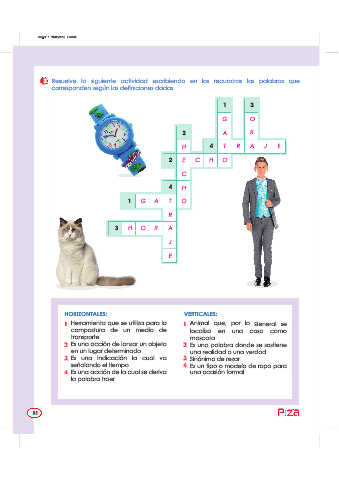 1 3
G O
2 A R
H 4 T R A J E
2 E C H O
C
4 H
1 G A T O
R
3 H O R A
J
E
Resuelve la siguiente actividad escribiendo en los recuadros las palabras que
corresponden según las definiciones dadas
HORIZONTALES:
1. Herramienta que se utiliza para la
compostura de un medio de
transporte
2. Es una acción de lanzar un objeto
en un lugar determinado
3. Es una indicación la cual va
señalando el tiempo
4. Es una acción de la cual se deriva
la palabra traer
VERTICALES:
1. Animal que, por lo general se
localiza en una casa como
mascota
2. Es una palabra donde se sostiene
una realidad o una verdad
3. Sinónimo de rezar
4. Es un tipo o modelo de ropa para
una ocasión formal
Piza